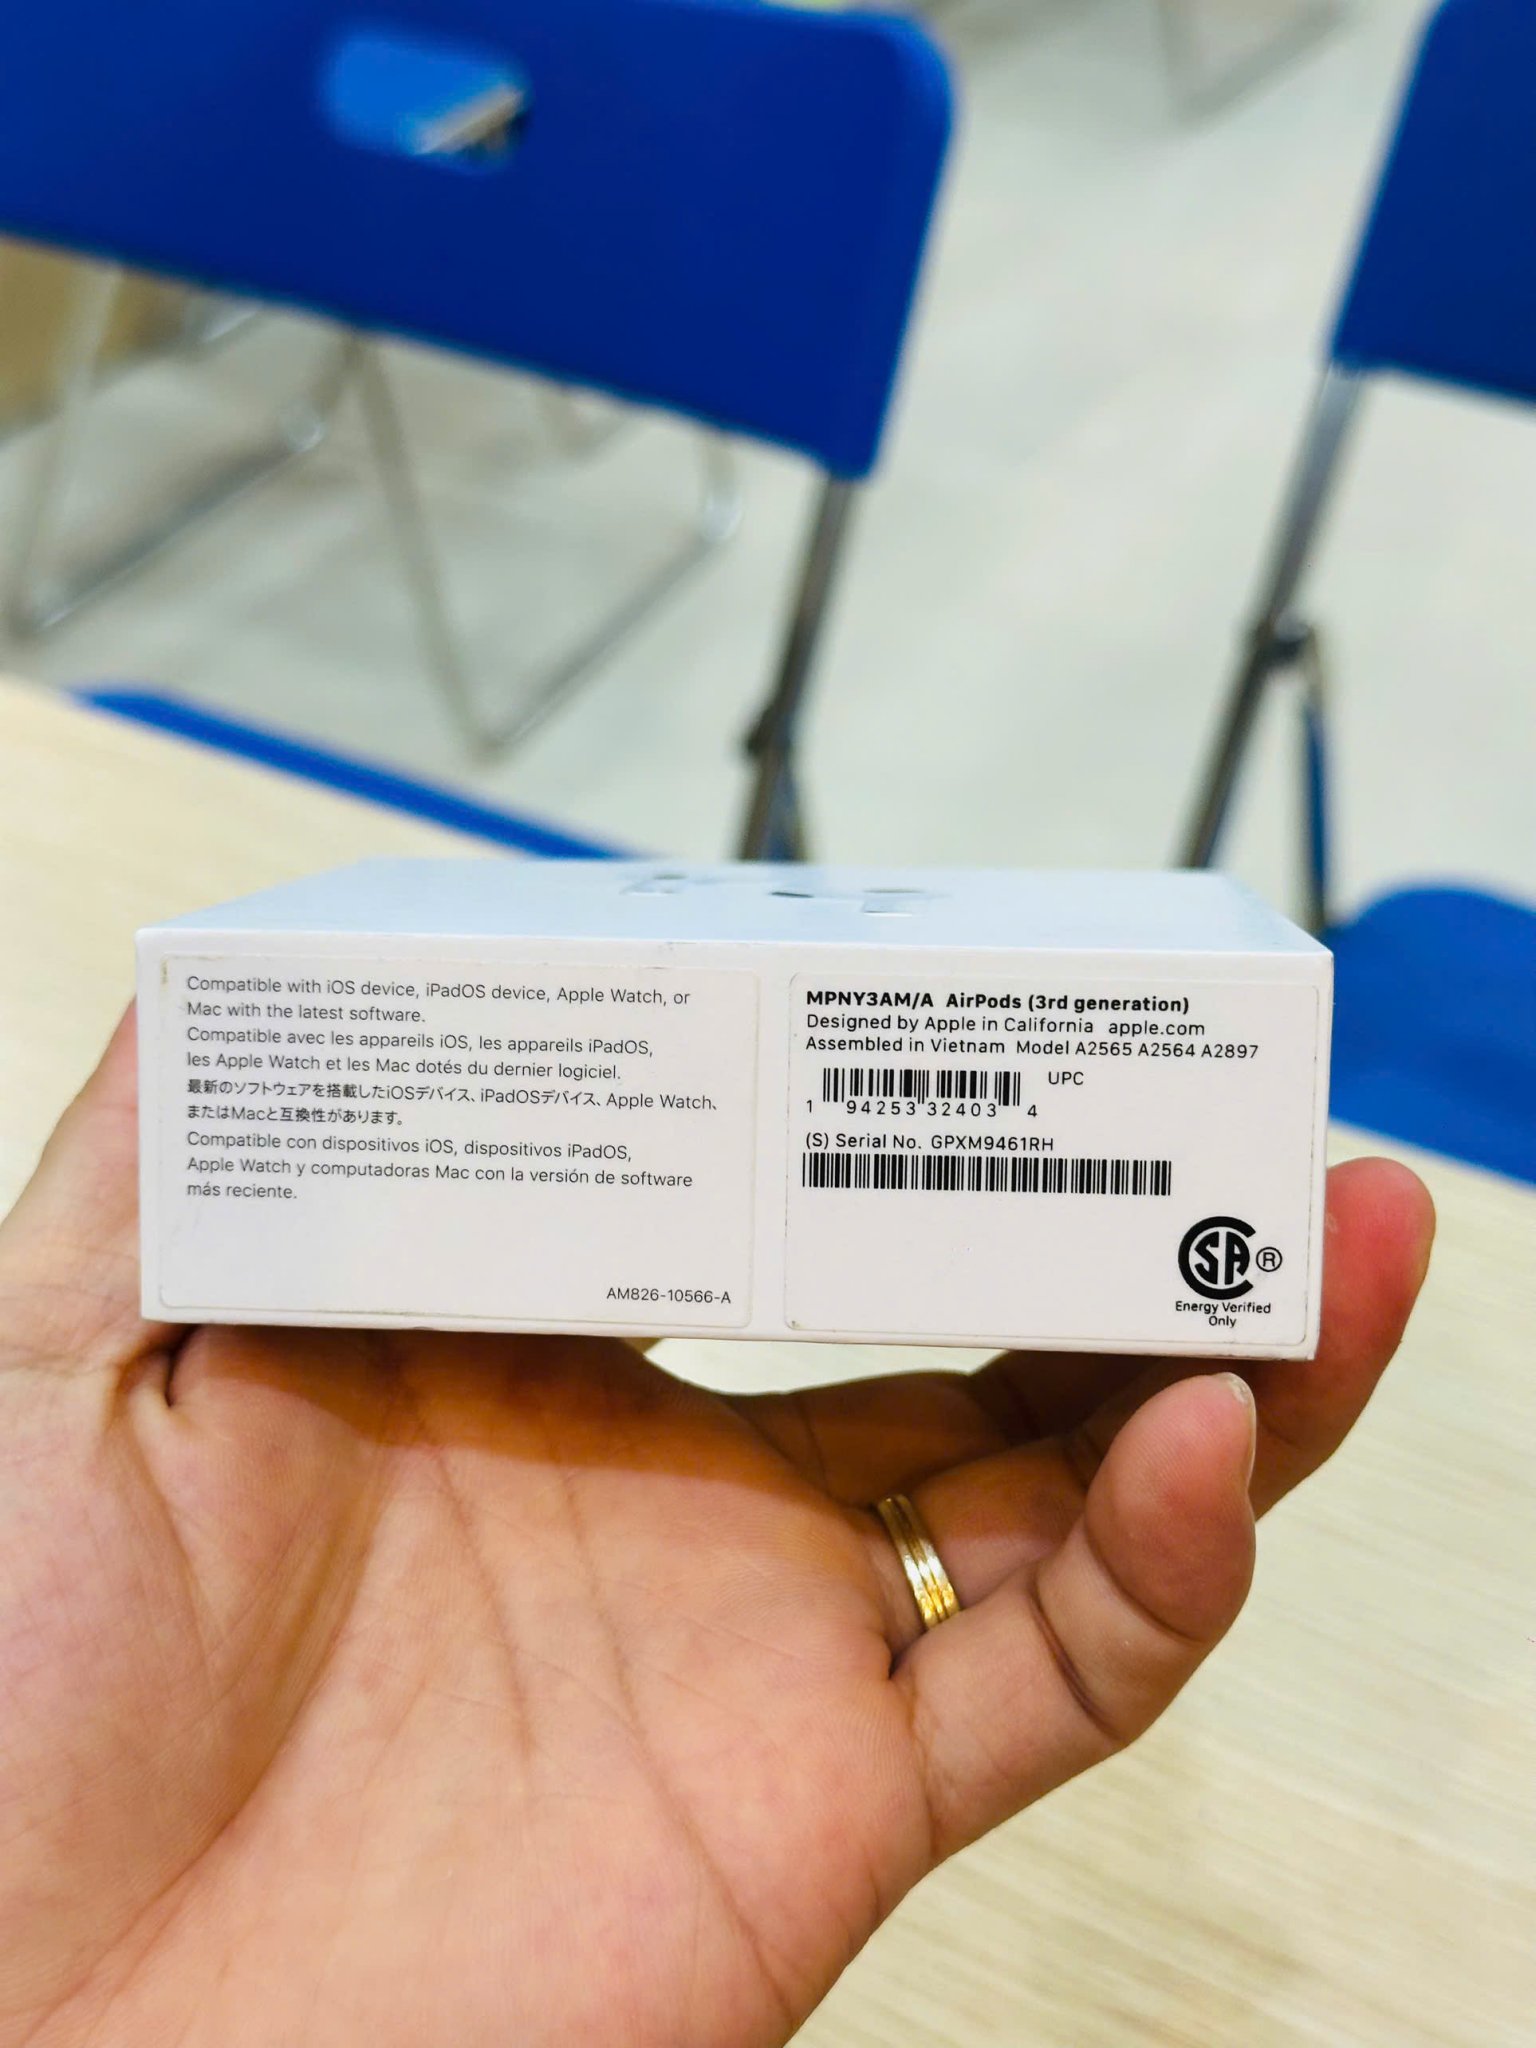 Compatible with iOS device, iPadOS device, Apple Watch, or
Mac with the latest software.
Compatible avec les appareils iOS, les appareils iPadOS,
les Apple Watch et les Mac dotés du dernier logiciel.
最新のソフトウェアを搭載したiOSデバイス、iPadOSデバイス、Apple Watch、
またはMacと互換性があります。
Compatible con dispositivos iOS, dispositivos iPadOS,
Apple Watch y computadoras Mac con la versión de software
más reciente.
AM826-10566-A
MPNY3AM/A AirPods (3rd generation)
Designed by Apple in California apple.com
Assembled in Vietnam Model A2565 A2564 A2897
UPC
1 94253 32403 4
(S) Serial No. GPXM9461RH
CSA ®
Energy Verified
Only